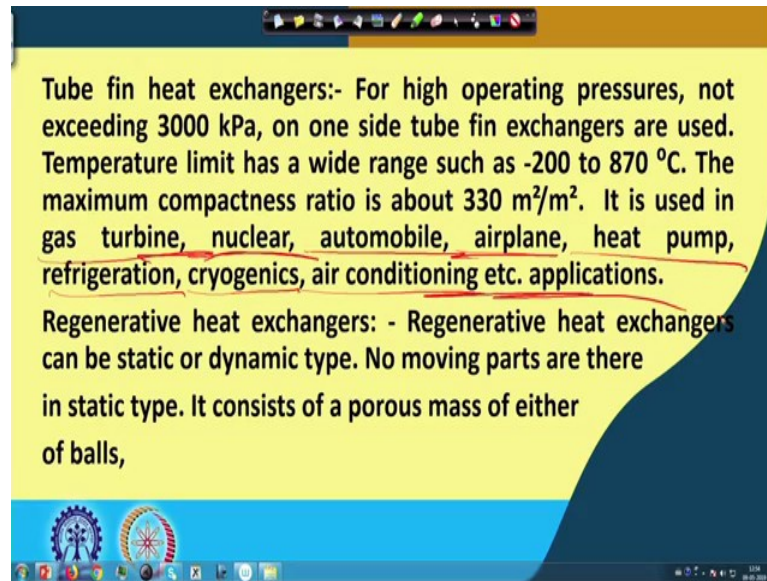 Tube fin heat exchangers:- For high operating pressures, not
exceeding 3000 kPa, on one side tube fin exchangers are used.
Temperature limit has a wide range such as -200 to 870 ⁰C. The
maximum compactness ratio is about 330 m²/m². It is used in
gas turbine, nuclear, automobile, airplane, heat pump,
refrigeration, cryogenics, air conditioning etc. applications.
Regenerative heat exchangers: - Regenerative heat exchangers
can be static or dynamic type. No moving parts are there
in static type. It consists of a porous mass of either
of balls,